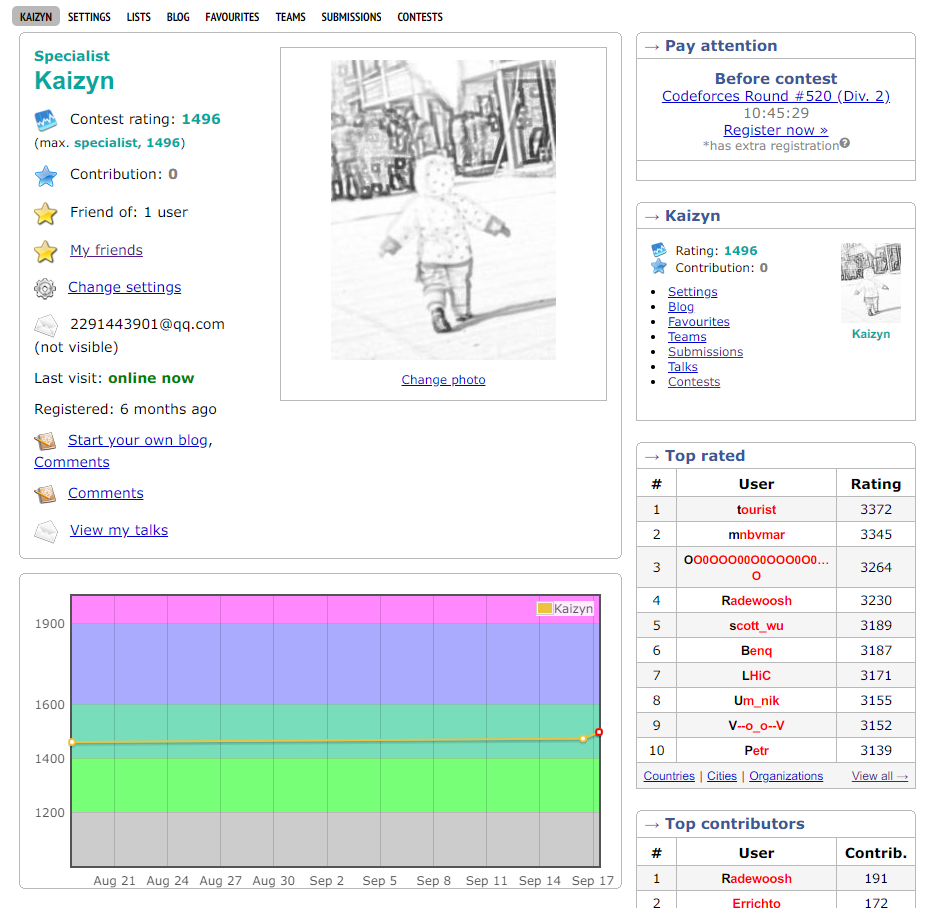 KAIZYN SETTINGS LISTS BLOG FAVOURITES TEAMS SUBMISSIONS CONTESTS
Specialist
Kaizyn
Contest rating: 1496
(max. specialist, 1496)
Contribution: 0
Friend of: 1 user
My friends
Change settings
2291443901@qq.com
(not visible)
Last visit: online now
Registered: 6 months ago
Start your own blog,
Comments
Comments
View my talks
Change photo
Kaizyn
1900
1600
1400
1200
Aug 21 Aug 24 Aug 27 Aug 30 Sep 2 Sep 5 Sep 8 Sep 11 Sep 14 Sep 17
→ Pay attention
Before contest
Codeforces Round #520 (Div. 2)
10:45:29
Register now »
*has extra registration?
→ Kaizyn
Rating: 1496
Contribution: 0
Settings
Blog
Favourites
Teams
Submissions
Talks
Contests
Kaizyn
→ Top rated
# User Rating
1 tourist 3372
2 mnbvmar 3345
3 OO0OOO00O0OOO0O0…O 3264
4 Radewoosh 3230
5 scott_wu 3189
6 Benq 3187
7 LHiC 3171
8 Um_nik 3155
9 V--o_o--V 3152
10 Petr 3139
Countries | Cities | Organizations View all →
→ Top contributors
# User Contrib.
1 Radewoosh 191
2 Errichto 172